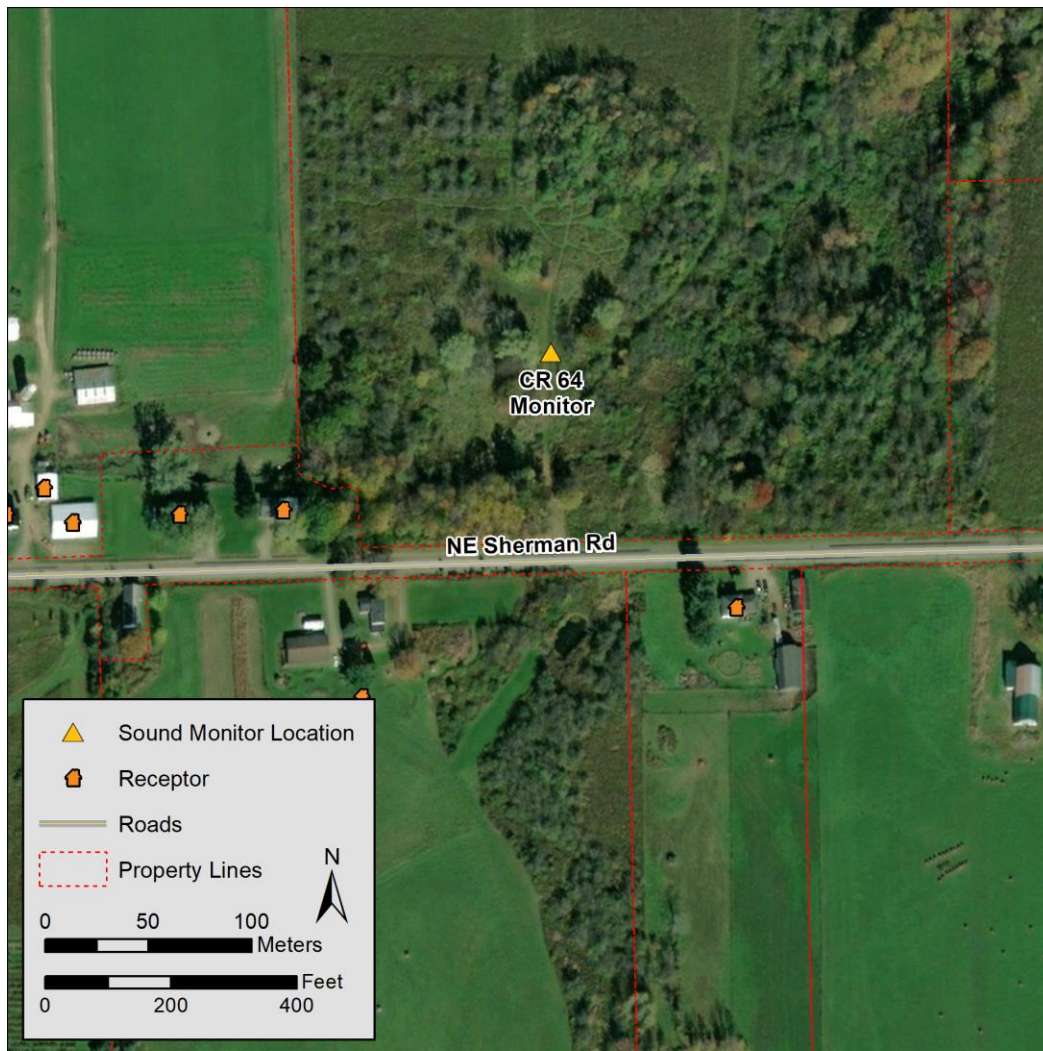 CR 64
Monitor
NE Sherman Rd
Sound Monitor Location
Receptor
Roads
Property Lines
N
0 50 100
Meters
Feet
0 200 400